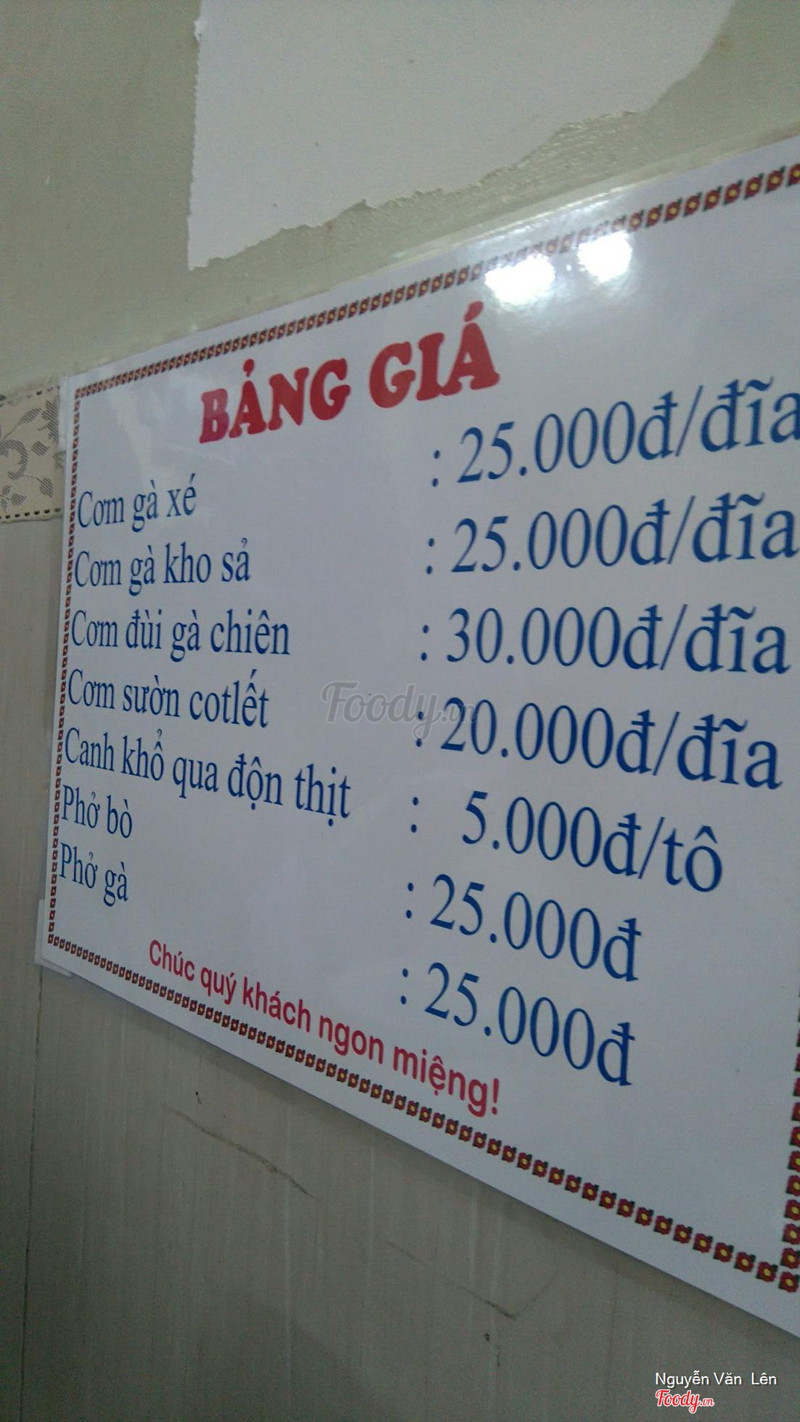 BẢNG GIÁ
Cơm gà xé : 25.000đ/đĩa
Cơm gà kho sả : 25.000đ/đĩa
Cơm đùi gà chiên : 30.000đ/đĩa
Cơm sườn cotlết : 20.000đ/đĩa
Canh khổ qua độn thịt : 5.000đ/tô
Phở bò : 25.000đ
Phở gà : 25.000đ
Chúc quý khách ngon miệng!
Foody.vn
Nguyễn Văn Lên
Foody.vn